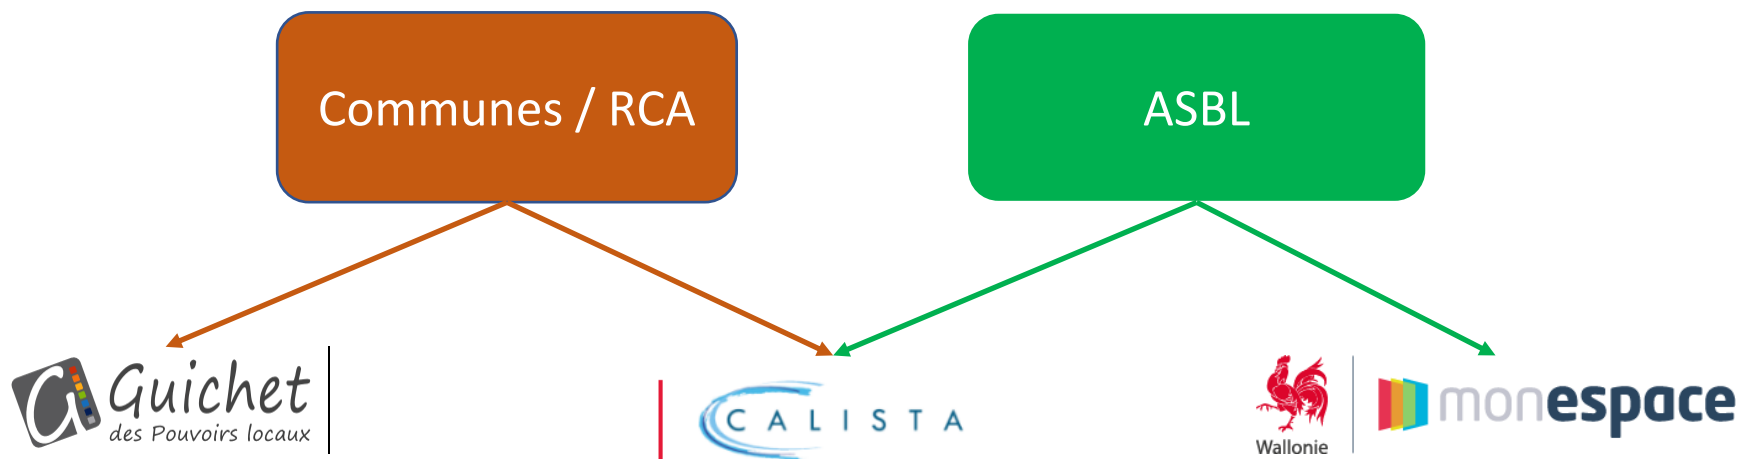 Communes / RCA
ASBL
Guichet
des Pouvoirs locaux
CALISTA
Wallonie
monespace